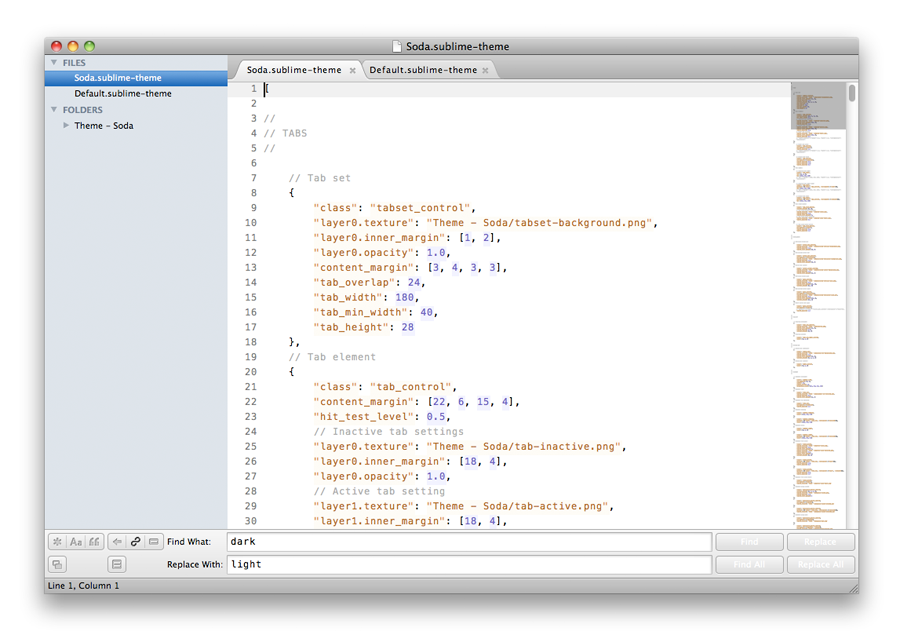 Soda.sublime-theme
FILES
Soda.sublime-theme
Default.sublime-theme
FOLDERS
Theme - Soda
Soda.sublime-theme × Default.sublime-theme ×
1 [
2
3 //
4 // TABS
5 //
6
7 // Tab set
8 {
9 "class": "tabset_control",
10 "layer0.texture": "Theme - Soda/tabset-background.png",
11 "layer0.inner_margin": [1, 2],
12 "layer0.opacity": 1.0,
13 "content_margin": [3, 4, 3, 3],
14 "tab_overlap": 24,
15 "tab_width": 180,
16 "tab_min_width": 40,
17 "tab_height": 28
18 },
19 // Tab element
20 {
21 "class": "tab_control",
22 "content_margin": [22, 6, 15, 4],
23 "hit_test_level": 0.5,
24 // Inactive tab settings
25 "layer0.texture": "Theme - Soda/tab-inactive.png",
26 "layer0.inner_margin": [18, 4],
27 "layer0.opacity": 1.0,
28 // Active tab setting
29 "layer1.texture": "Theme - Soda/tab-active.png",
30 "layer1.inner_margin": [18, 4],
Aa Find What: dark Find Replace
Replace With: light Find All Replace All
Line 1, Column 1